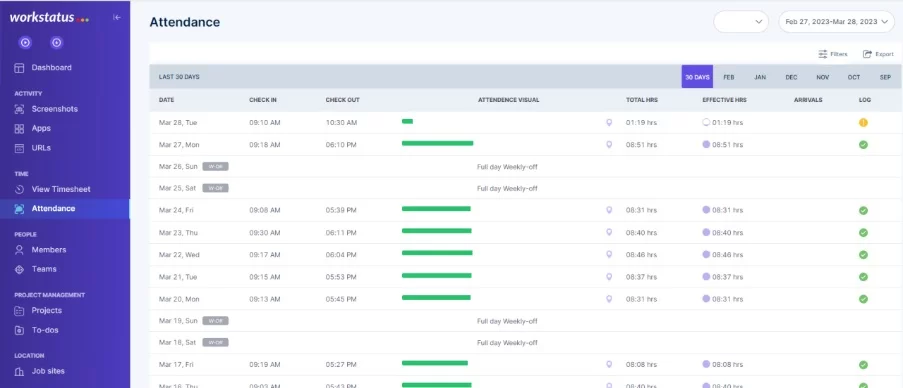 workstatus
Attendance
Feb 27, 2023-Mar 28, 2023
Filters Export
Dashboard
ACTIVITY
Screenshots
Apps
URLs
TIME
View Timesheet
Attendance
PEOPLE
Members
Teams
PROJECT MANAGEMENT
Projects
To-dos
LOCATION
Job sites
LAST 30 DAYS 30 DAYS FEB JAN DEC NOV OCT SEP
DATE CHECK IN CHECK OUT ATTENDENCE VISUAL TOTAL HRS EFFECTIVE HRS ARRIVALS LOG
Mar 28, Tue 09:10 AM 10:30 AM 01:19 hrs 01:19 hrs
Mar 27, Mon 09:18 AM 06:10 PM 08:51 hrs 08:51 hrs
Mar 26, Sun W-Off Full day Weekly-off
Mar 25, Sat W-Off Full day Weekly-off
Mar 24, Fri 09:08 AM 05:39 PM 08:31 hrs 08:31 hrs
Mar 23, Thu 09:30 AM 06:11 PM 08:40 hrs 08:40 hrs
Mar 22, Wed 09:17 AM 06:04 PM 08:46 hrs 08:46 hrs
Mar 21, Tue 09:15 AM 05:53 PM 08:37 hrs 08:37 hrs
Mar 20, Mon 09:13 AM 05:45 PM 08:31 hrs 08:31 hrs
Mar 19, Sun W-Off Full day Weekly-off
Mar 18, Sat W-Off Full day Weekly-off
Mar 17, Fri 09:19 AM 05:27 PM 08:08 hrs 08:08 hrs
Mar 16, Thu 09:03 AM 05:43 PM